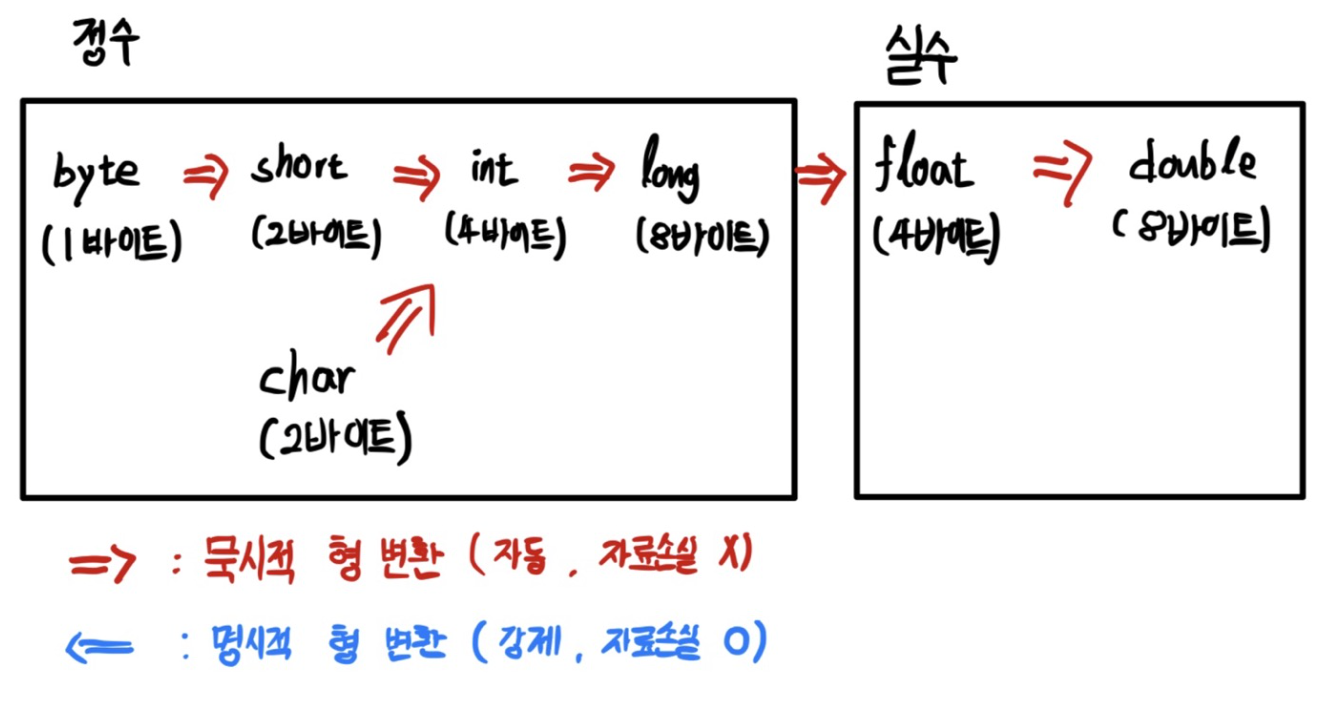 정수
실수
byte ⇒ short ⇒ int ⇒ long ⇒ float ⇒ double
(1바이트) (2바이트) (4바이트) (8바이트) (4바이트) (8바이트)
char
(2바이트)
⇒ : 묵시적 형 변환 (자동, 자료손실 X)
⇐ : 명시적 형 변환 (강제, 자료손실 O)